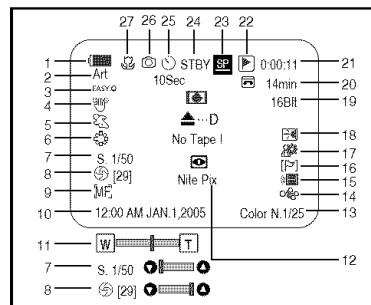 27 26 25 24 23 22
1 STBY SP 0:00:11 21
2 Art 10Sec 14min 20
3 EASY.Q 16Bit 19
4
5 ...D 18
6 No Tape ! 17
7 S. 1/50 16
8 [29] 15
9 MF Nite Pix 14
10 12:00 AM JAN.1,2005 Color N.1/25 13
11 W T 12
7 S. 1/50
8 [29]